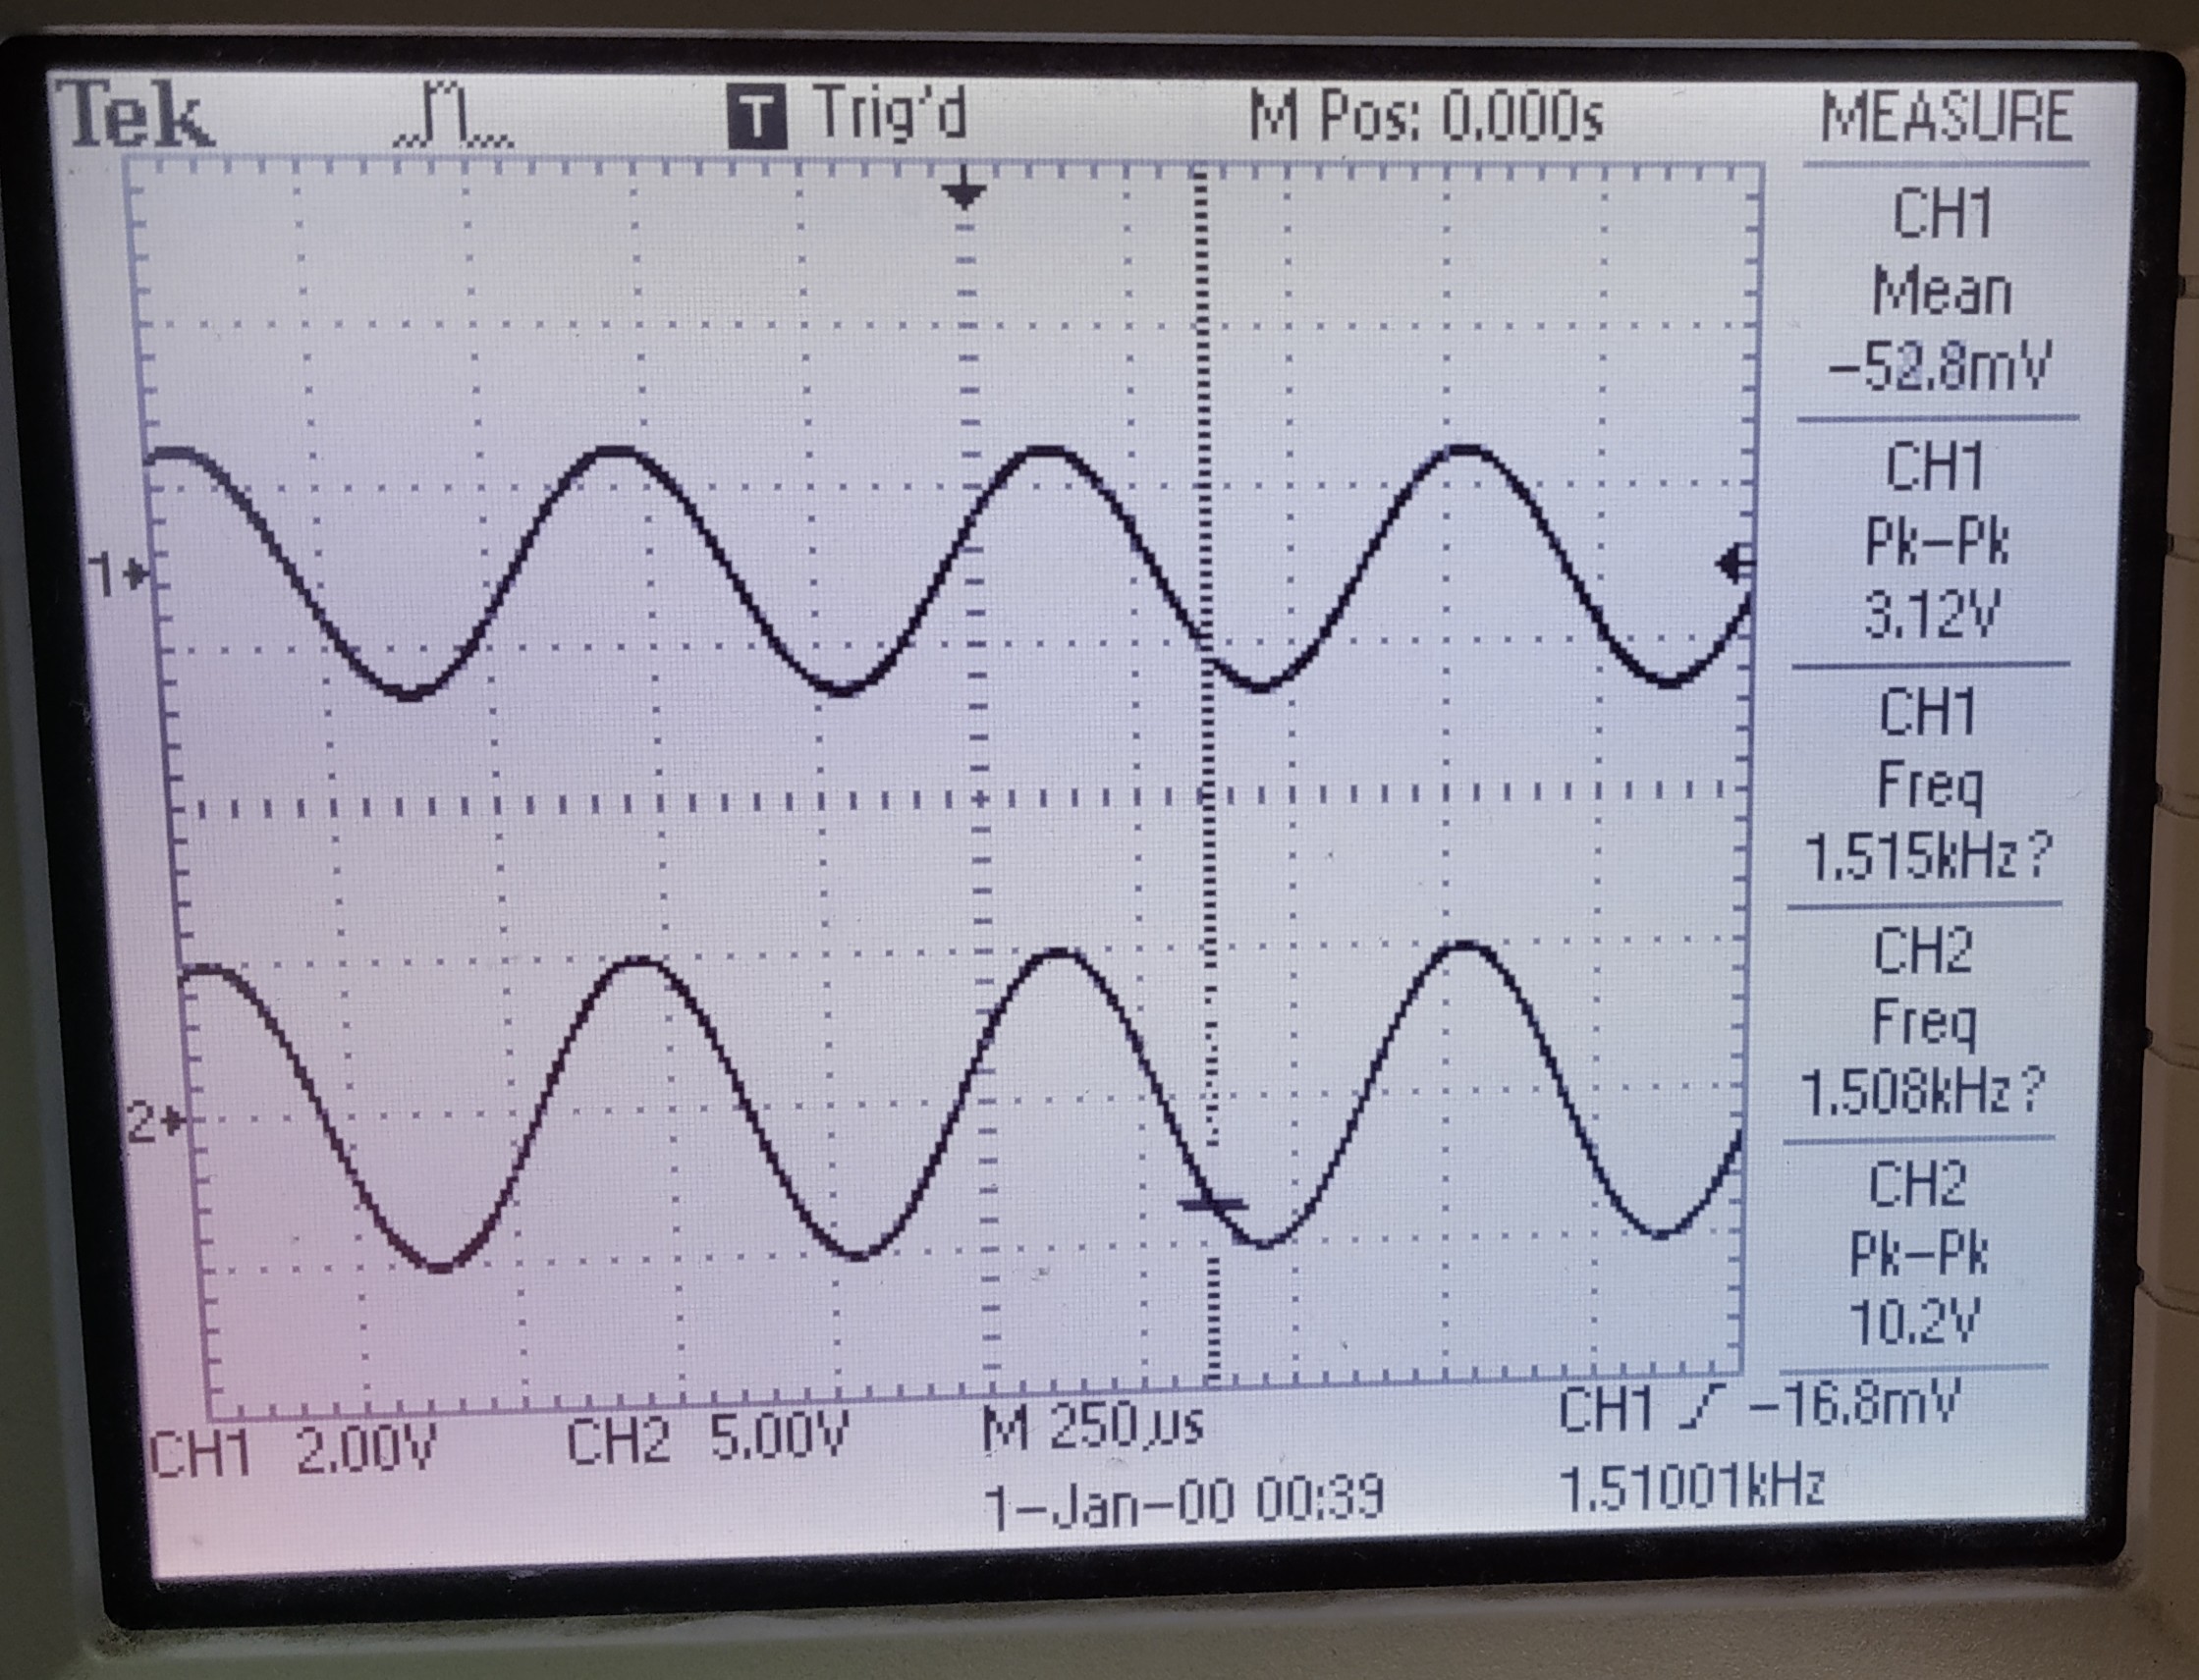 Tek T Trig'd M Pos: 0.000s MEASURE
CH1
Mean
-52.8mV
CH1
Pk-Pk
3.12V
CH1
Freq
1.515kHz?
CH2
Freq
1.508kHz?
CH2
Pk-Pk
10.2V
1
2
CH1 2.00V CH2 5.00V M 250µs CH1 -16.8mV
1-Jan-00 00:39 1.51001kHz